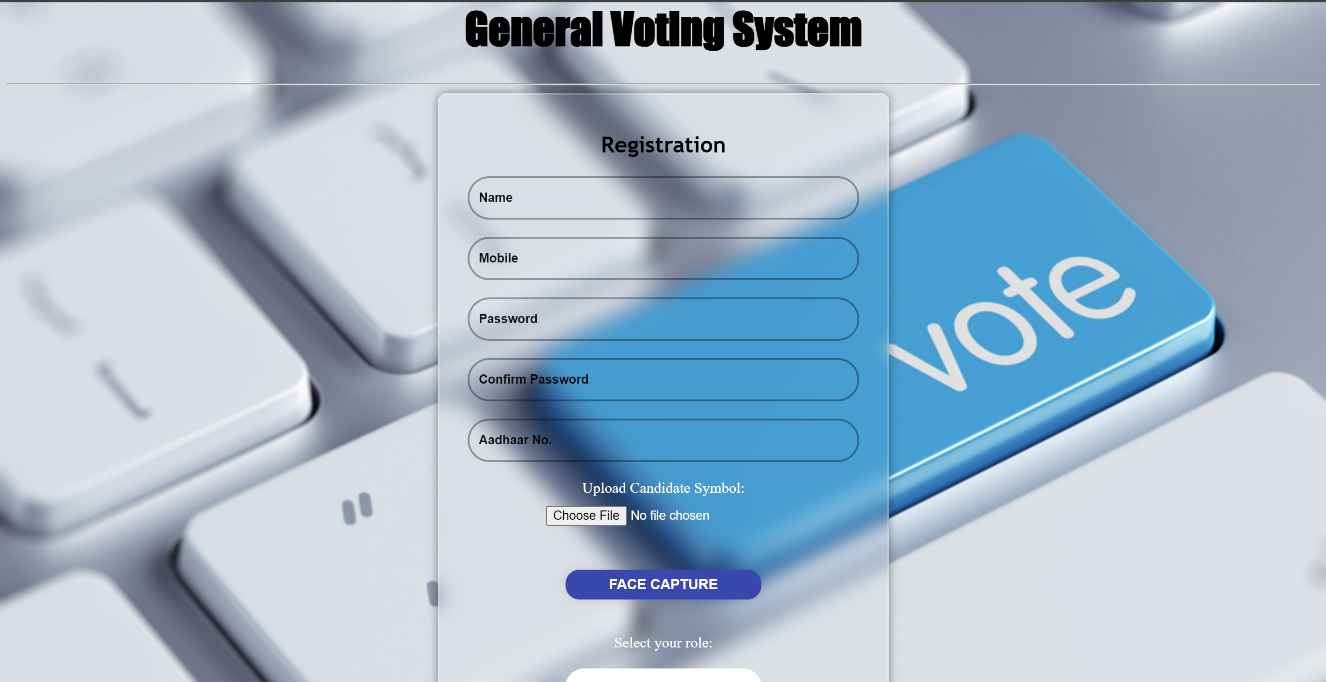 General Voting System
Registration
Name
Mobile
Password
Confirm Password
Aadhaar No.
vote
Upload Candidate Symbol:
Choose File No file chosen
FACE CAPTURE
Select your role: